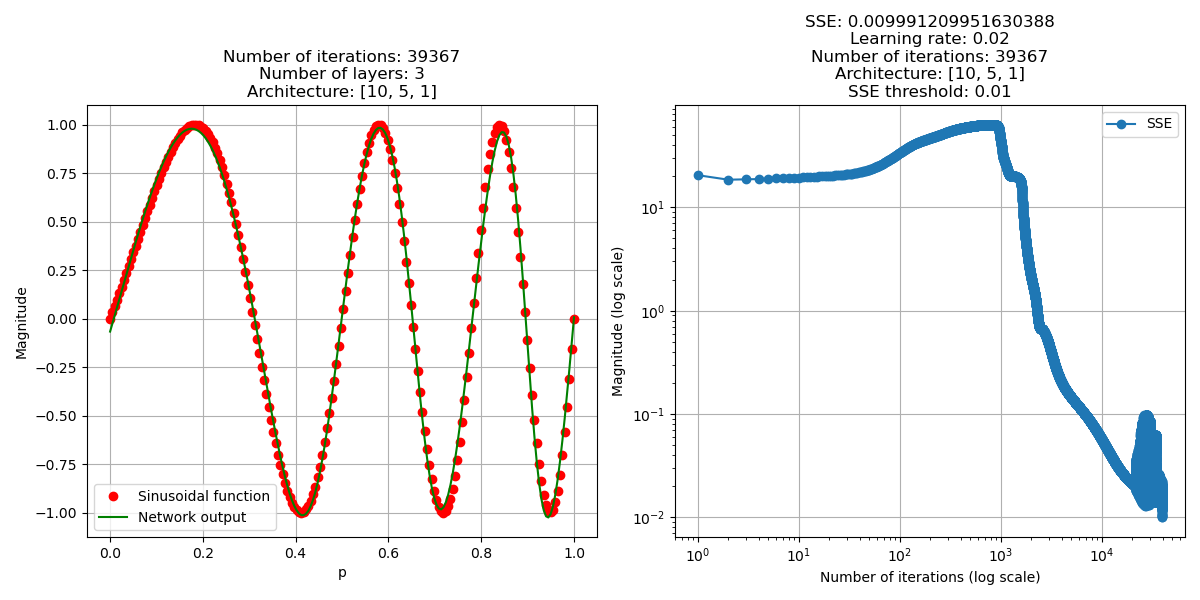 Number of iterations: 39367
Number of layers: 3
Architecture: [10, 5, 1]
Magnitude
1.00
0.75
0.50
0.25
0.00
−0.25
−0.50
−0.75
−1.00
Sinusoidal function
Network output
0.0 0.2 0.4 0.6 0.8 1.0
p
SSE: 0.009991209951630388
Learning rate: 0.02
Number of iterations: 39367
Architecture: [10, 5, 1]
SSE threshold: 0.01
SSE
Magnitude (log scale)
10¹
10⁰
10⁻¹
10⁻²
10⁰ 10¹ 10² 10³ 10⁴
Number of iterations (log scale)